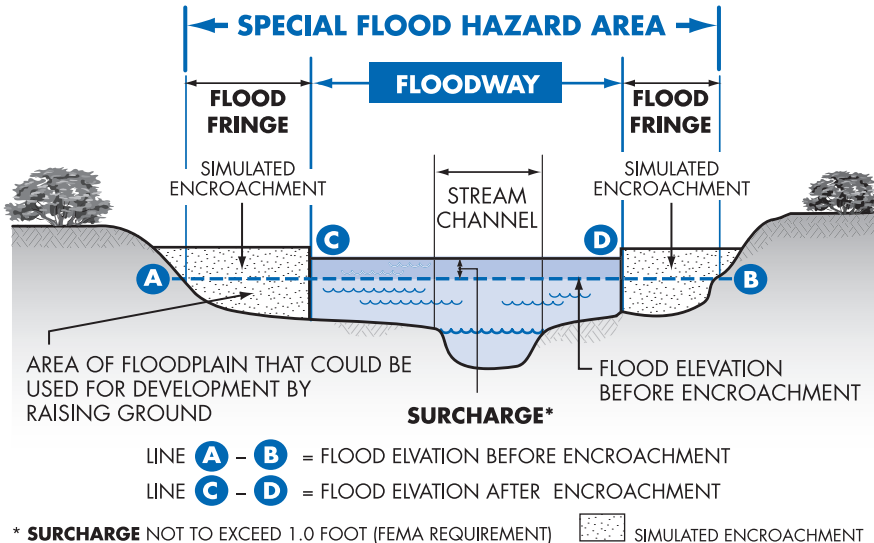 SPECIAL FLOOD HAZARD AREA
FLOOD
FRINGE
FLOODWAY
FLOOD
FRINGE
SIMULATED
ENCROACHMENT
STREAM
CHANNEL
SIMULATED
ENCROACHMENT
C
D
A
B
AREA OF FLOODPLAIN THAT COULD BE
USED FOR DEVELOPMENT BY
RAISING GROUND
SURCHARGE*
FLOOD ELEVATION
BEFORE ENCROACHMENT
LINE A – B = FLOOD ELVATION BEFORE ENCROACHMENT
LINE C – D = FLOOD ELVATION AFTER ENCROACHMENT
* SURCHARGE NOT TO EXCEED 1.0 FOOT (FEMA REQUIREMENT)
SIMULATED ENCROACHMENT